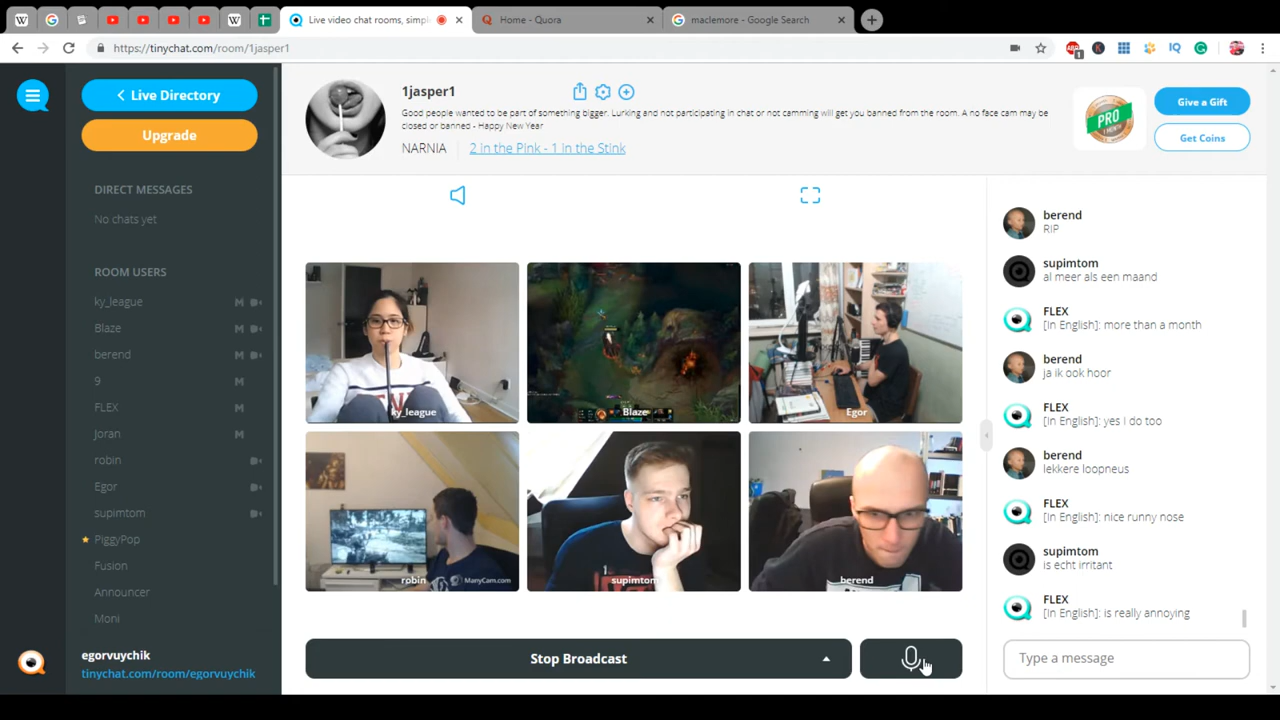 Live video chat rooms, simpl
Home - Quora
maclemore - Google Search
https://tinychat.com/room/1jasper1
Live Directory
Upgrade
DIRECT MESSAGES
No chats yet
ROOM USERS
ky_league M
Blaze M
berend M
9 M
FLEX M
Joran M
robin
Egor
supimtom
PiggyPop
Fusion
Announcer
Moni
egorvuychik
tinychat.com/room/egorvuychik
1jasper1
Good people wanted to be part of something bigger. Lurking and not participating in chat or not camming will get you banned from the room. A no face cam may be
closed or banned - Happy New Year
NARNIA
2 in the Pink - 1 in the Stink
PRO
1 MONTH
Give a Gift
Get Coins
ky_league
Blaze
Egor
robin
ManyCam.com
supimtom
berend
Stop Broadcast
berend
RIP
supimtom
al meer als een maand
FLEX
[in English]: more than a month
berend
ja ik ook hoor
FLEX
[in English]: yes i do too
berend
lekkere loopneus
FLEX
[in English]: nice runny nose
supimtom
is echt irritant
FLEX
[in English]: is really annoying
Type a message